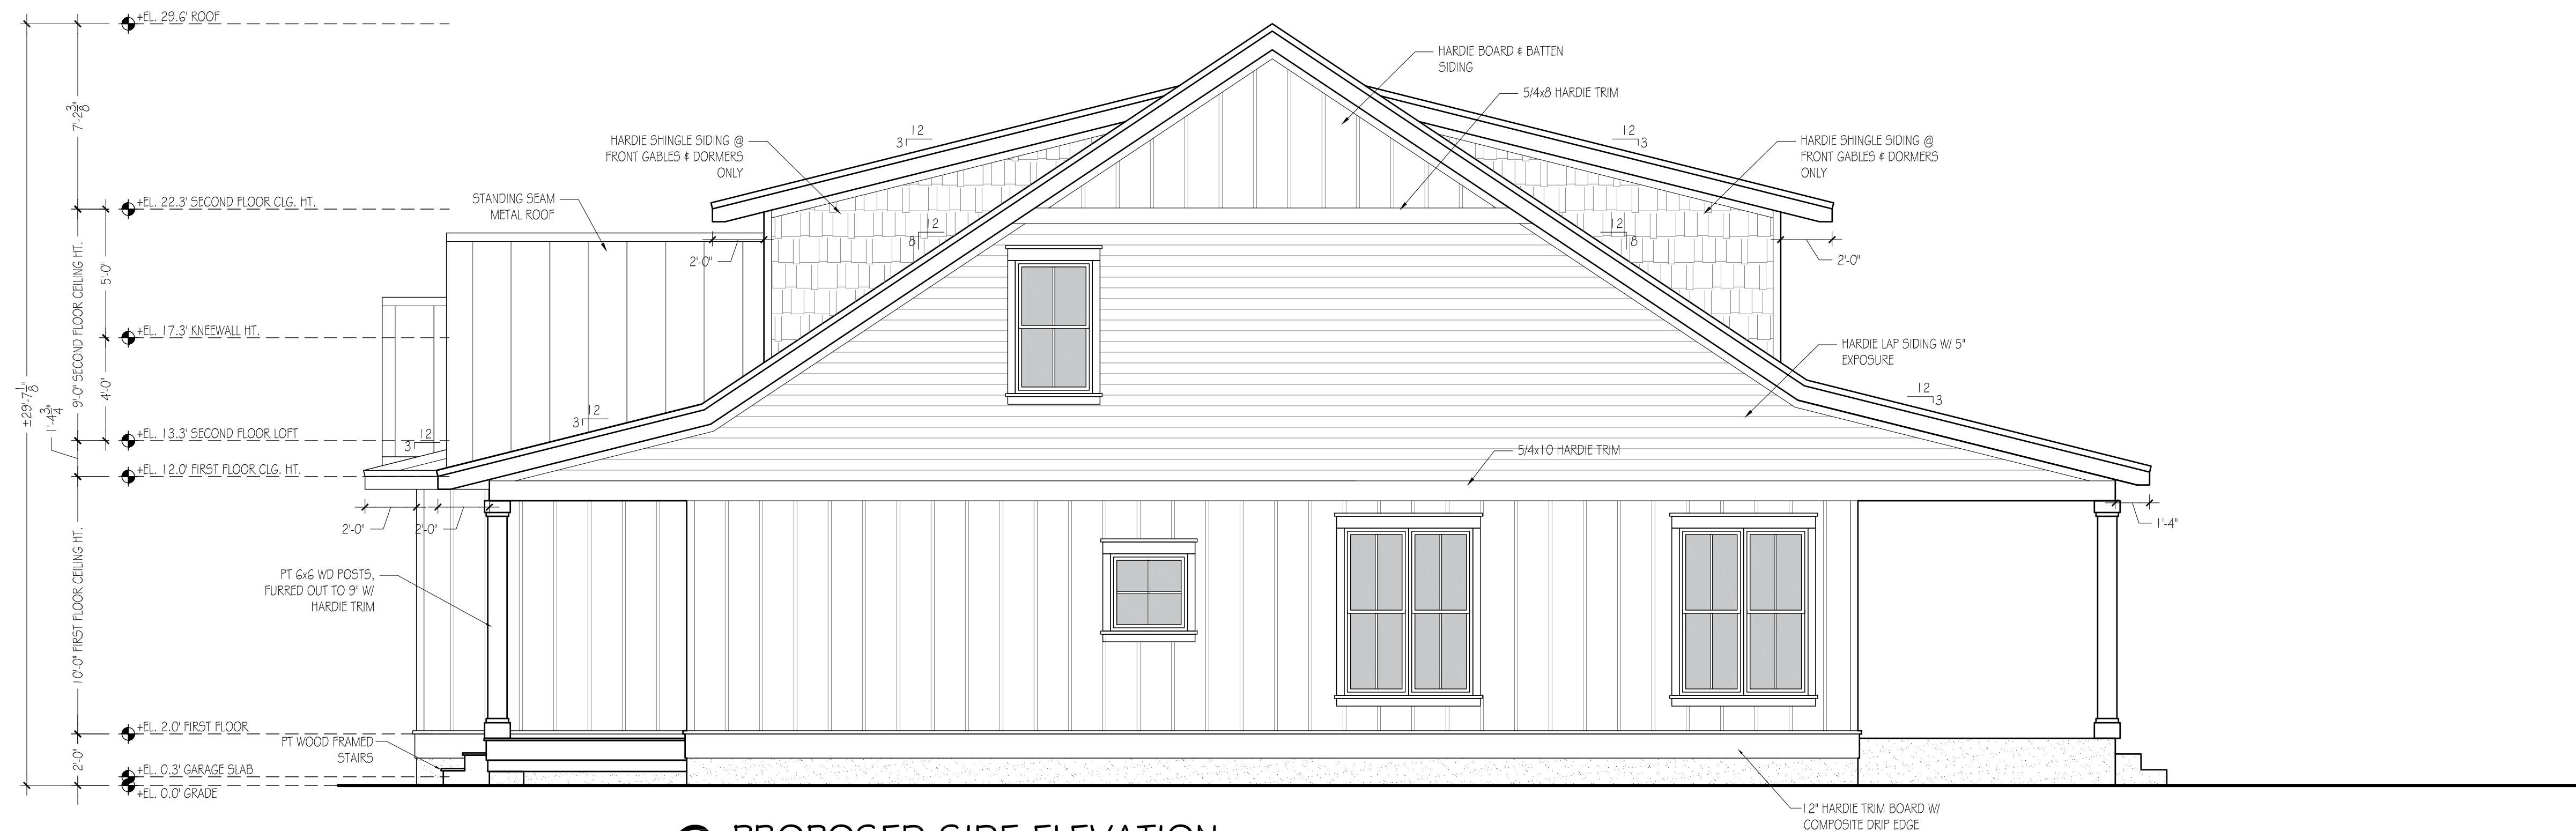 +EL. 29.6' ROOF
HARDIE BOARD & BATTEN
SIDING
5/4x8 HARDIE TRIM
7'-2 3/8"
12
3
12
3
HARDIE SHINGLE SIDING @
FRONT GABLES & DORMERS
ONLY
HARDIE SHINGLE SIDING @
FRONT GABLES & DORMERS
ONLY
STANDING SEAM
METAL ROOF
+EL. 22.3' SECOND FLOOR CLG. HT.
12
8
12
8
2'-0"
2'-0"
5'-0"
9'-0" SECOND FLOOR CEILING HT.
+EL. 17.3' KNEEWALL HT.
HARDIE LAP SIDING W/ 5"
EXPOSURE
4'-0"
±29'-7 1/8"
1'-4 3/4"
12
3
12
3
12
3
+EL. 13.3' SECOND FLOOR LOFT
5/4x10 HARDIE TRIM
+EL. 12.0' FIRST FLOOR CLG. HT.
2'-0"
2'-0"
1'-4"
10'-0" FIRST FLOOR CEILING HT.
PT 6x6 WD POSTS,
FURRED OUT TO 9" W/
HARDIE TRIM
+EL. 2.0' FIRST FLOOR
PT WOOD FRAMED
STAIRS
2'-0"
+EL. 0.3' GARAGE SLAB
+EL. 0.0' GRADE
12" HARDIE TRIM BOARD W/
COMPOSITE DRIP EDGE
PROPOSED SIDE ELEVATION